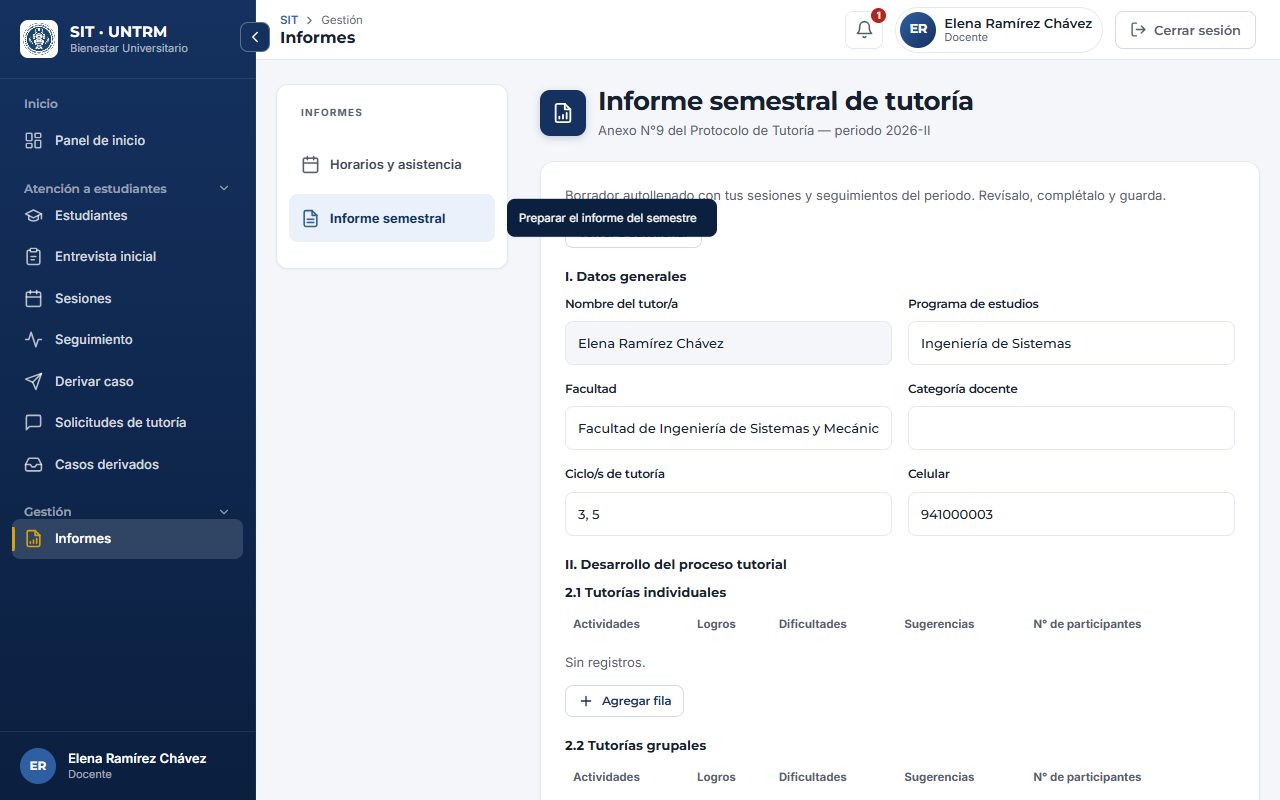 SIT · UNTRM
Bienestar Universitario
Inicio
Panel de inicio
Atención a estudiantes
Estudiantes
Entrevista inicial
Sesiones
Seguimiento
Derivar caso
Solicitudes de tutoría
Casos derivados
Gestión
Informes
ER
Elena Ramírez Chávez
Docente
SIT > Gestión
Informes
1
ER
Elena Ramírez Chávez
Docente
Cerrar sesión
INFORMES
Horarios y asistencia
Informe semestral
Preparar el informe del semestre
Informe semestral de tutoría
Anexo N°9 del Protocolo de Tutoría — periodo 2026-II
Borrador autollenado con tus sesiones y seguimientos del periodo. Revísalo, complétalo y guarda.
I. Datos generales
Nombre del tutor/a
Programa de estudios
Elena Ramírez Chávez
Ingeniería de Sistemas
Facultad
Categoría docente
Facultad de Ingeniería de Sistemas y Mecánic
Ciclo/s de tutoría
Celular
3, 5
941000003
II. Desarrollo del proceso tutorial
2.1 Tutorías individuales
Actividades Logros Dificultades Sugerencias N° de participantes
Sin registros.
+ Agregar fila
2.2 Tutorías grupales
Actividades Logros Dificultades Sugerencias N° de participantes